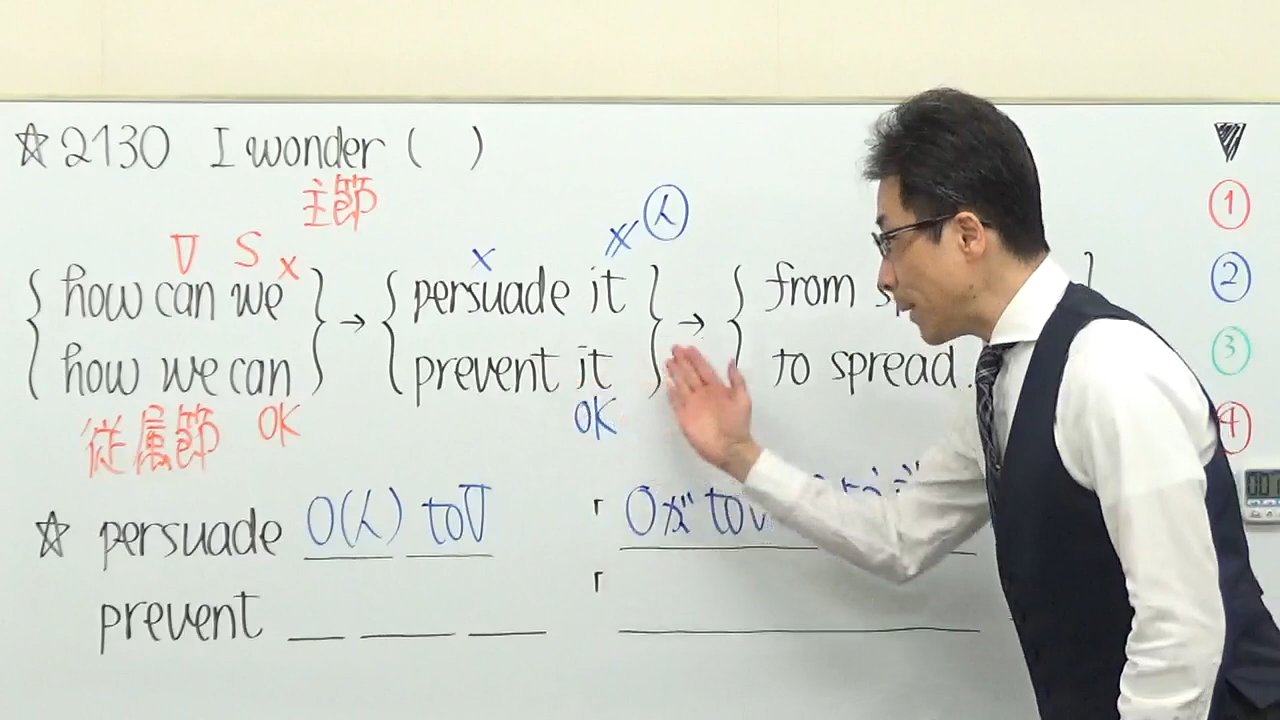 ☆2130 I wonder ( )
主節
V S x
x x 人
how can we → persuade it → from
how we can prevent it to spread.
従属節 OK OK
☆ persuade O(人) toV 「Oが toV
prevent 「
1
2
3
4